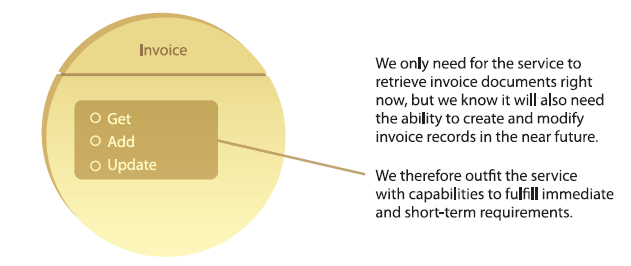 Invoice
Get
Add
Update
We only need for the service to
retrieve invoice documents right
now, but we know it will also need
the ability to create and modify
invoice records in the near future.
We therefore outfit the service
with capabilities to fulfill immediate
and short-term requirements.